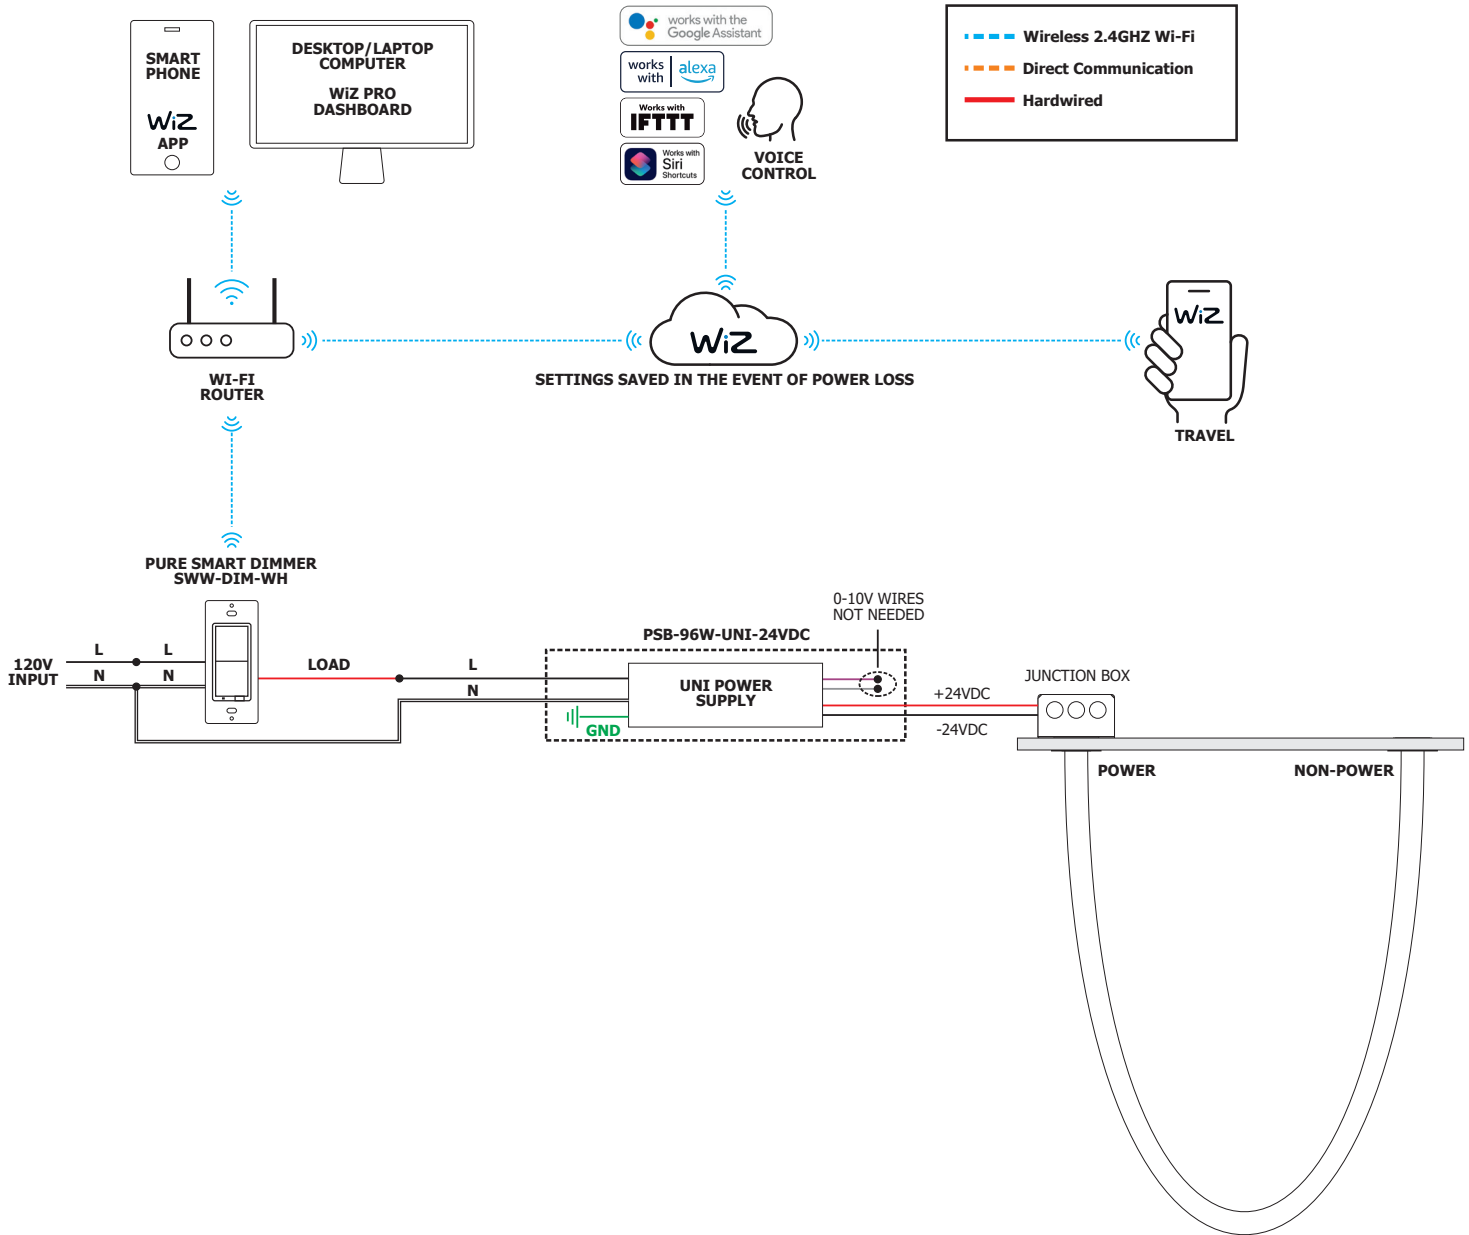 SMART
PHONE
WiZ
APP
DESKTOP/LAPTOP
COMPUTER
WiZ PRO
DASHBOARD
works with the
Google Assistant
works
with
alexa
Works with
IFTTT
Works with
Siri
Shortcuts
VOICE
CONTROL
Wireless 2.4GHZ Wi-Fi
Direct Communication
Hardwired
WI-FI
ROUTER
WiZ
SETTINGS SAVED IN THE EVENT OF POWER LOSS
WiZ
TRAVEL
PURE SMART DIMMER
SWW-DIM-WH
120V
INPUT
L
L
N
N
LOAD
L
N
PSB-96W-UNI-24VDC
0-10V WIRES
NOT NEEDED
UNI POWER
SUPPLY
GND
+24VDC
-24VDC
JUNCTION BOX
POWER
NON-POWER